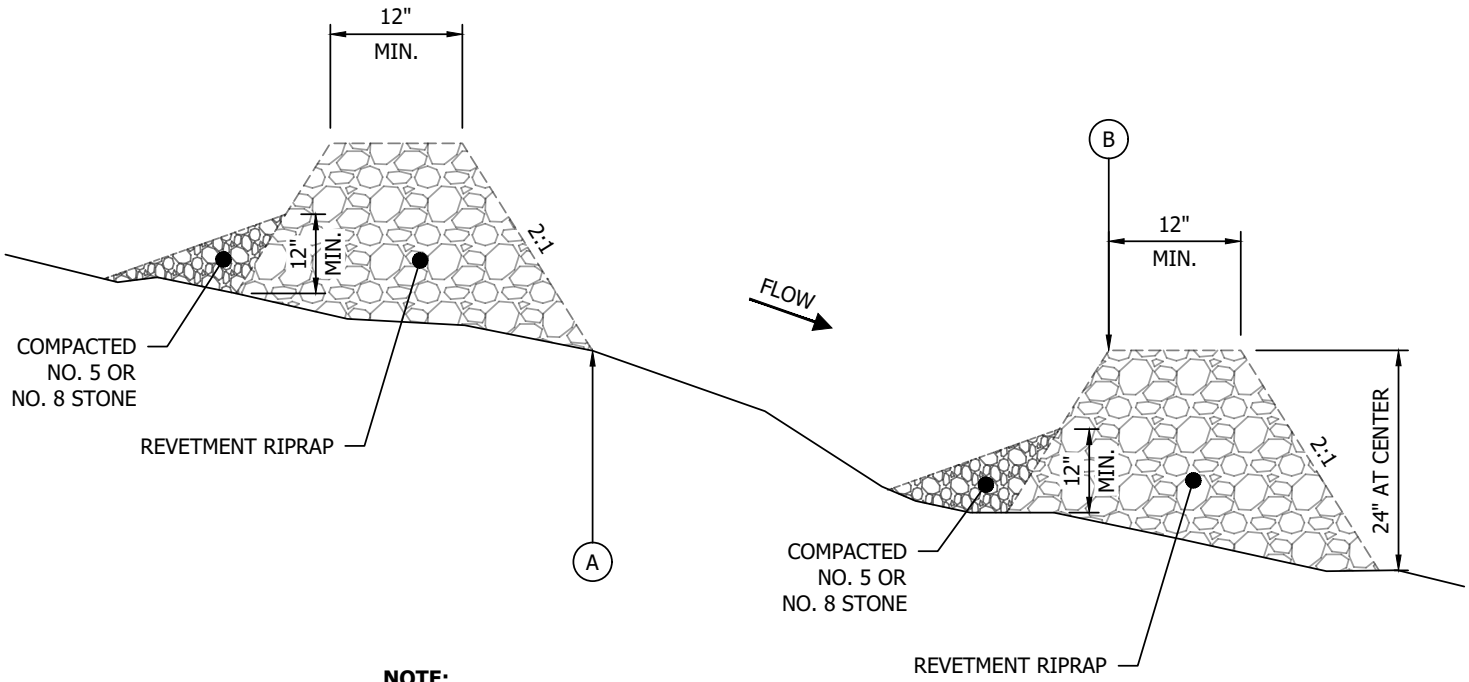 12"
MIN.
12"
MIN.
2:1
COMPACTED
NO. 5 OR
NO. 8 STONE
REVETMENT RIPRAP
A
FLOW
B
12"
MIN.
12"
MIN.
2:1
24" AT CENTER
COMPACTED
NO. 5 OR
NO. 8 STONE
REVETMENT RIPRAP
NOTE: